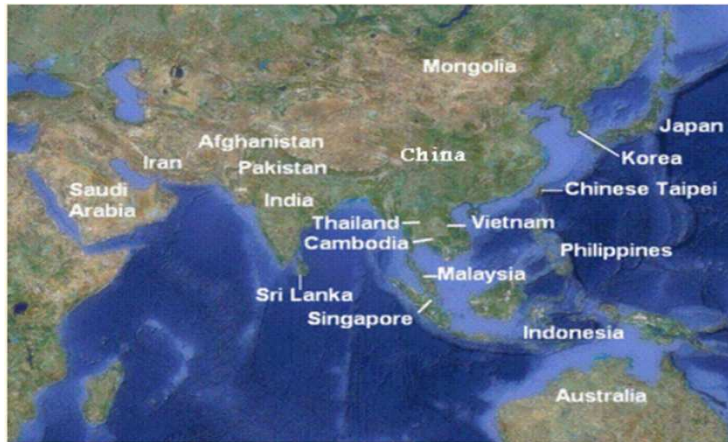 Mongolia
Japan
Afghanistan
China
Korea
Iran
Pakistan
Saudi
Arabia
India
Chinese Taipei
Thailand
Vietnam
Cambodia
Philippines
Malaysia
Sri Lanka
Singapore
Indonesia
Australia